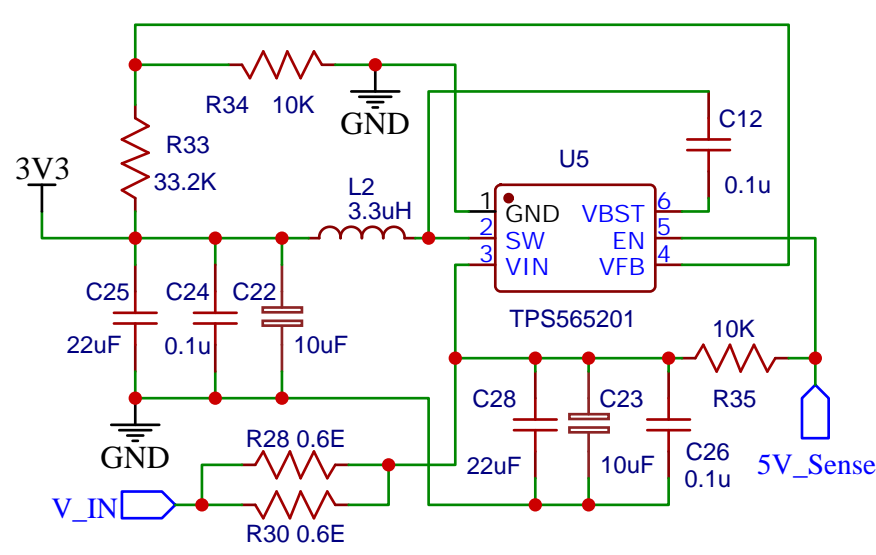 R34 10K
GND
C12
0.1u
R33
33.2K
3V3
L2
3.3uH
U5
1 GND VBST 6
2 SW EN 5
3 VIN VFB 4
TPS565201
C25 C24 C22
22uF 0.1u 10uF
GND
10K
R35
C28 C23 C26
22uF 10uF 0.1u
5V_Sense
R28 0.6E
V_IN
R30 0.6E